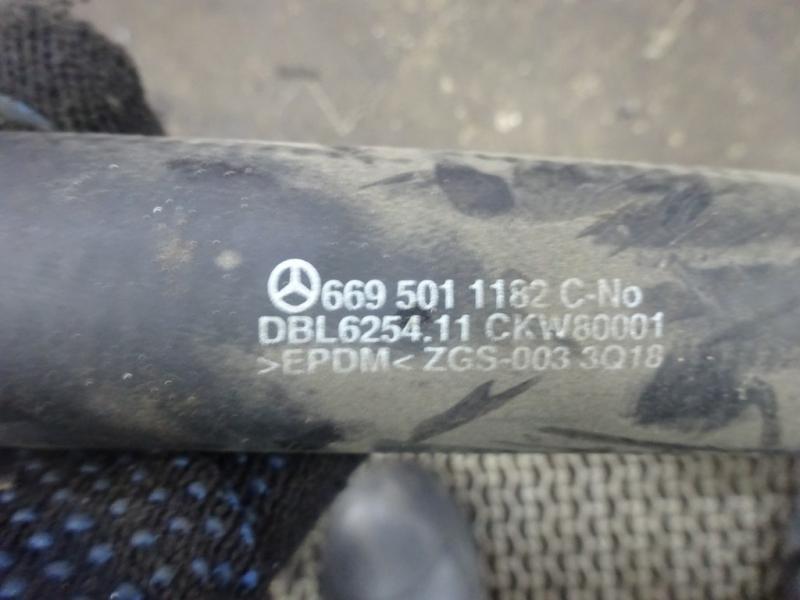 669 501 1182 C-No
DBL6254.11 CKW80001
>EPDM< ZGS-003 3Q18